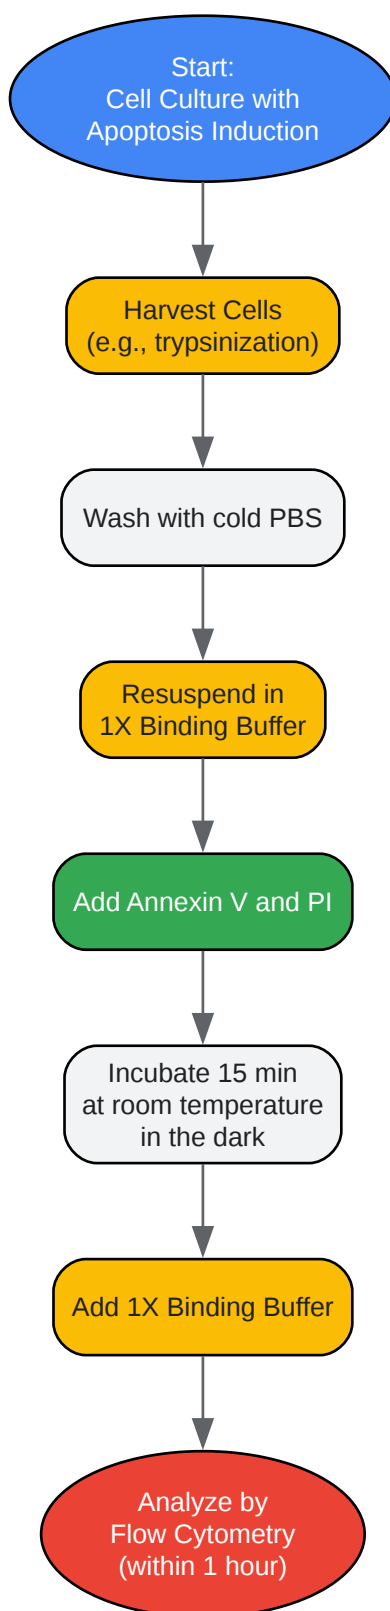 Start:
Cell Culture with
Apoptosis Induction
Harvest Cells
(e.g., trypsinization)
Wash with cold PBS
Resuspend in
1X Binding Buffer
Add Annexin V and PI
Incubate 15 min
at room temperature
in the dark
Add 1X Binding Buffer
Analyze by
Flow Cytometry
(within 1 hour)